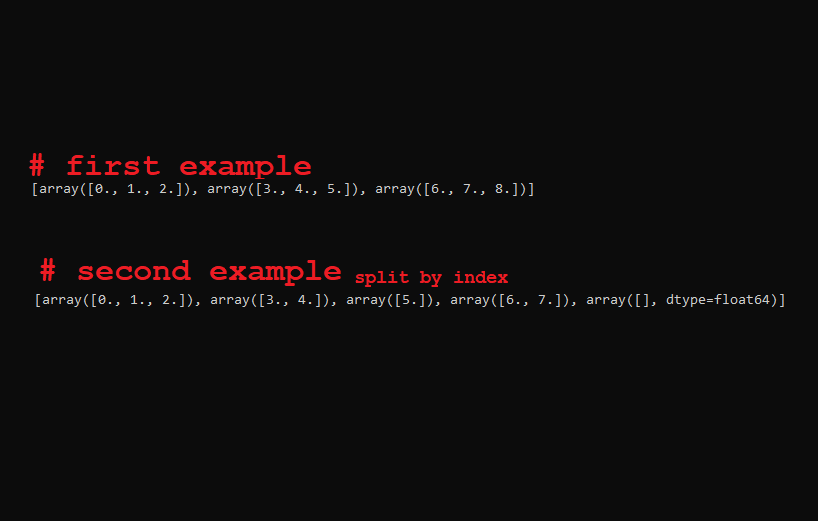 # first example
[array([0., 1., 2.]), array([3., 4., 5.]), array([6., 7., 8.])]
# second example split by index
[array([0., 1., 2.]), array([3., 4.]), array([5.]), array([6., 7.]), array([], dtype=float64)]